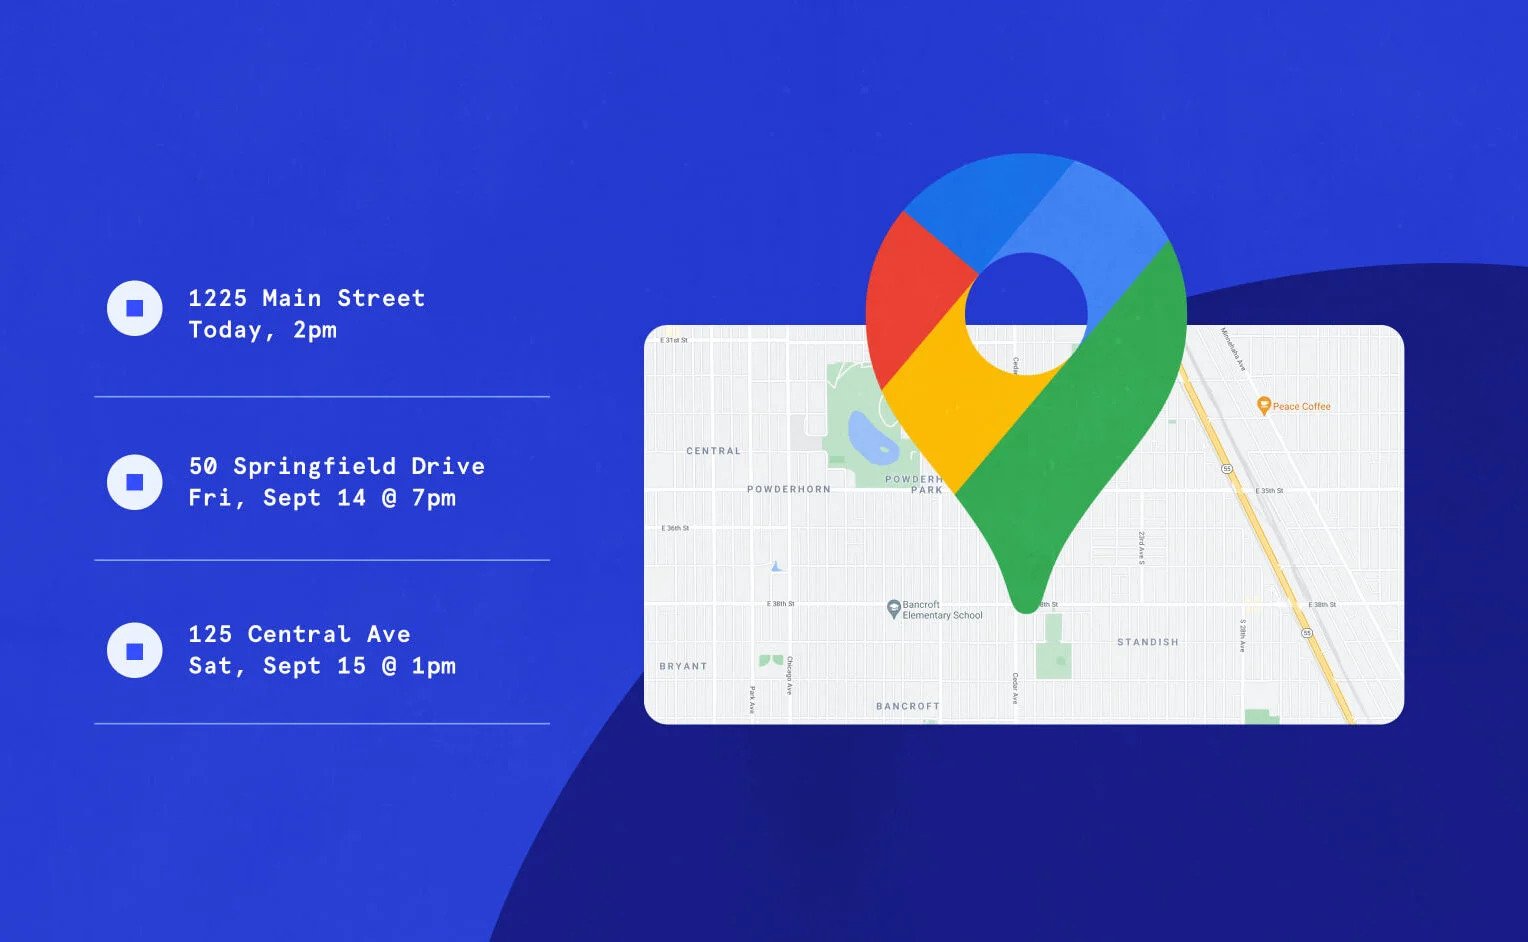 1225 Main Street
Today, 2pm
50 Springfield Drive
Fri, Sept 14 @ 7pm
125 Central Ave
Sat, Sept 15 @ 1pm
E 31st St
Minnehaha Ave
Peace Coffee
CENTRAL
POWDERHORN
PARK
55
E 35th St
E 36th St
23rd Ave S
E 38th St
Bancroft
Elementary School
8th St
E 38th St
55
S 28th Ave
STANDISH
BRYANT
Chicago Ave
Park Ave
Cedar Ave
BANCROFT